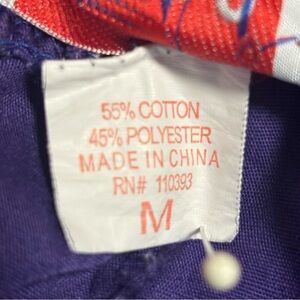 55% COTTON
45% POLYESTER
MADE IN CHINA
RN# 110393
M